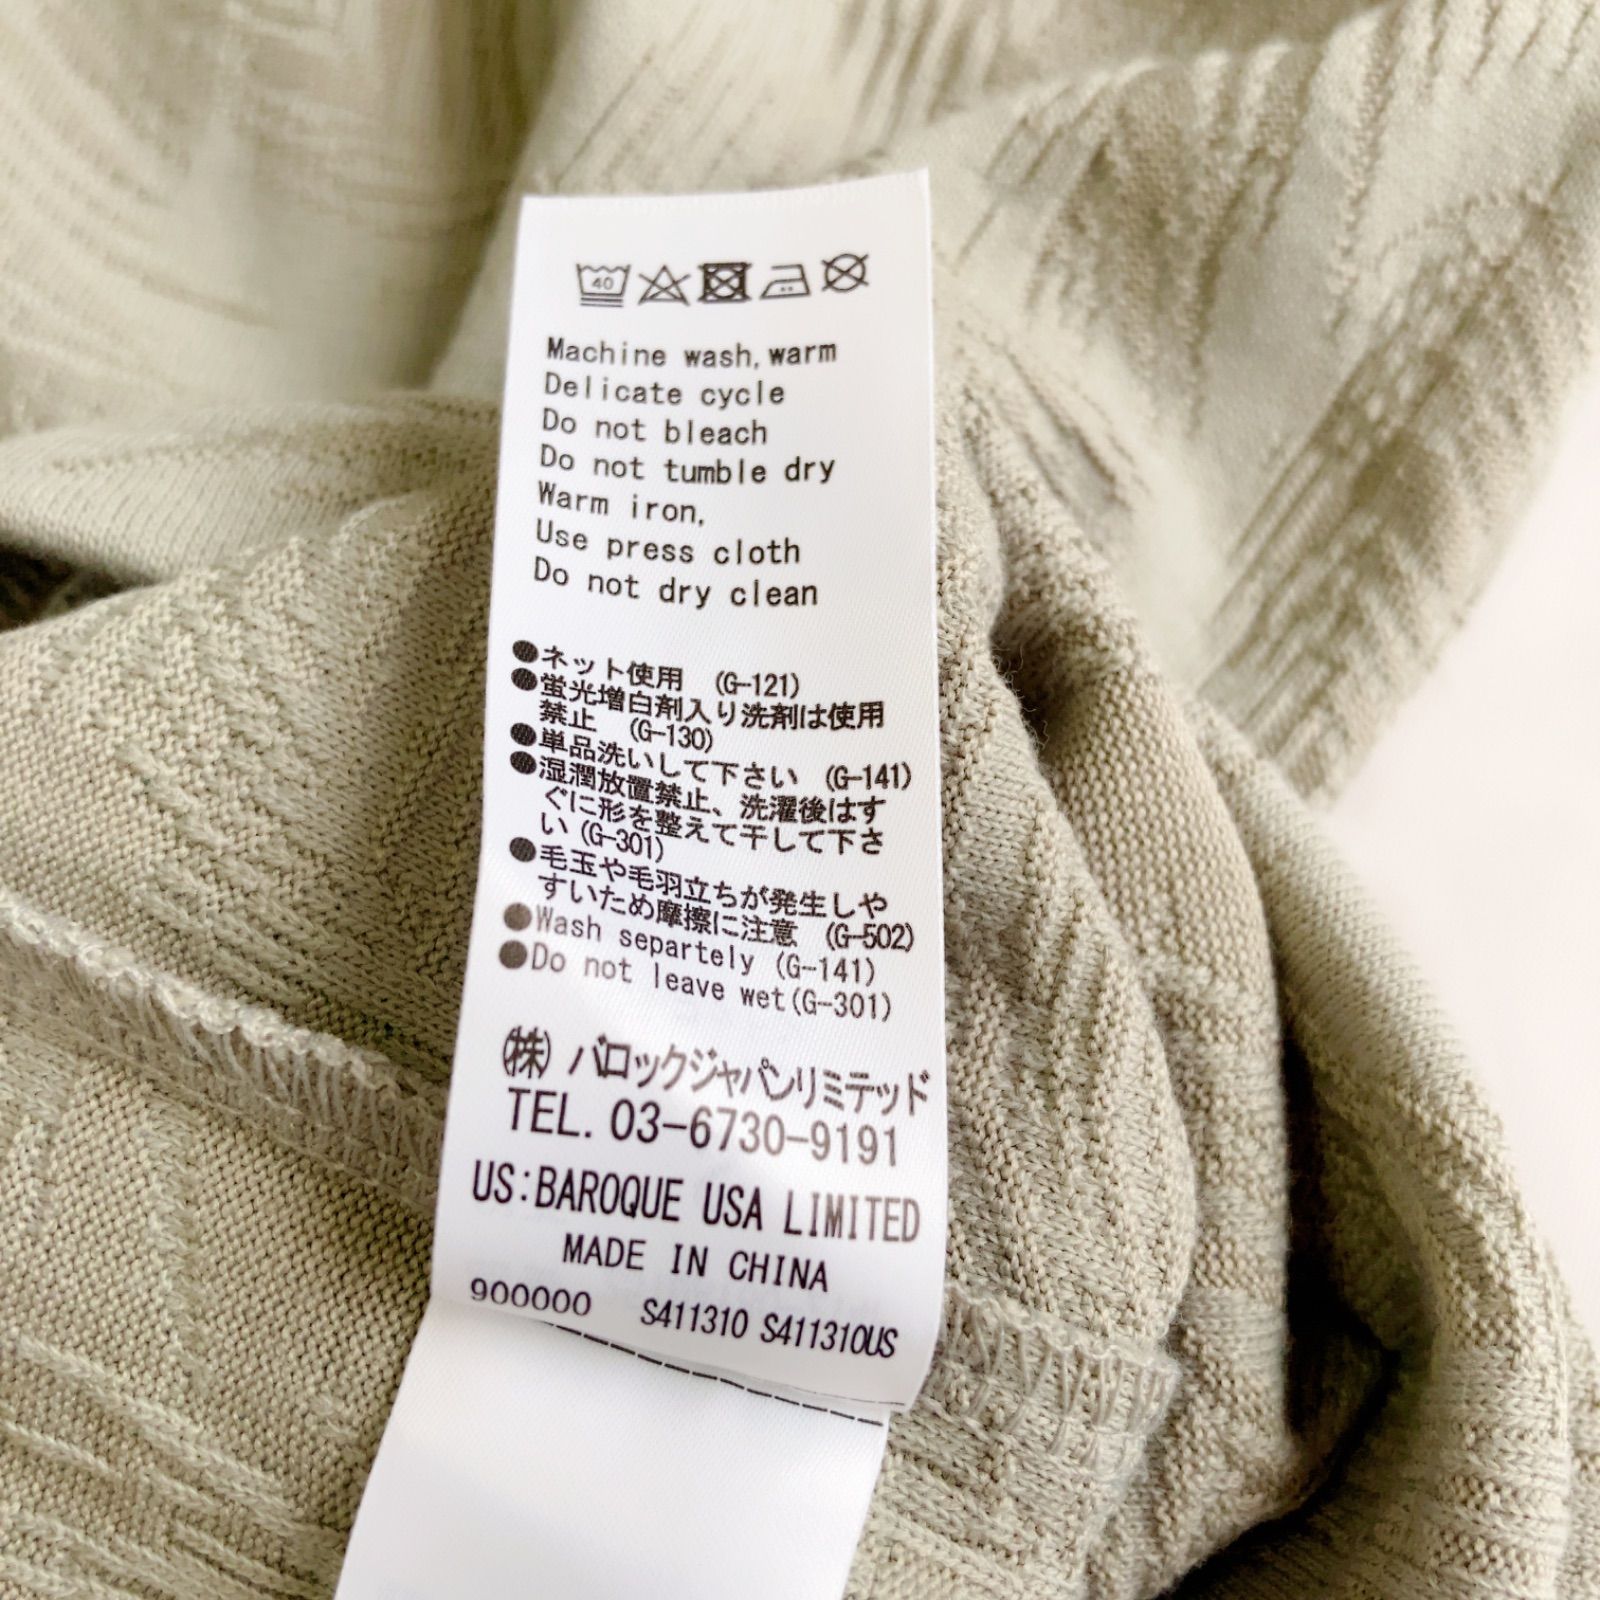 40
Machine wash, warm
Delicate cycle
Do not bleach
Do not tumble dry
Warm iron,
Use press cloth
Do not dry clean
●ネット使用 (G-121)
●蛍光増白剤入り洗剤は使用
禁止 (G-130)
●単品洗いして下さい (G-141)
●湿潤放置禁止、洗濯後はす
ぐに形を整えて干して下さ
い(G-301)
●毛玉や毛羽立ちが発生しや
すいため摩擦に注意 (G-502)
●Wash separtely (G-141)
●Do not leave wet(G-301)
(株) バロックジャパンリミテッド
TEL. 03-6730-9191
US:BAROQUE USA LIMITED
MADE IN CHINA
900000 S411310 S411310US